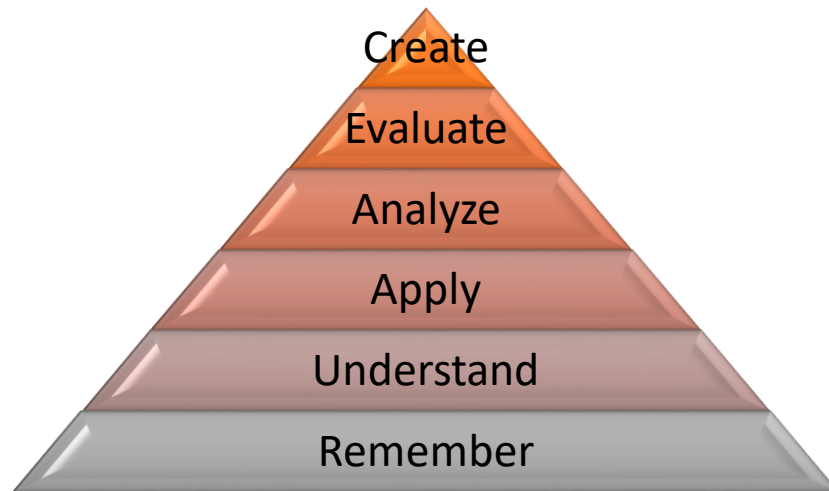 Create
Evaluate
Analyze
Apply
Understand
Remember